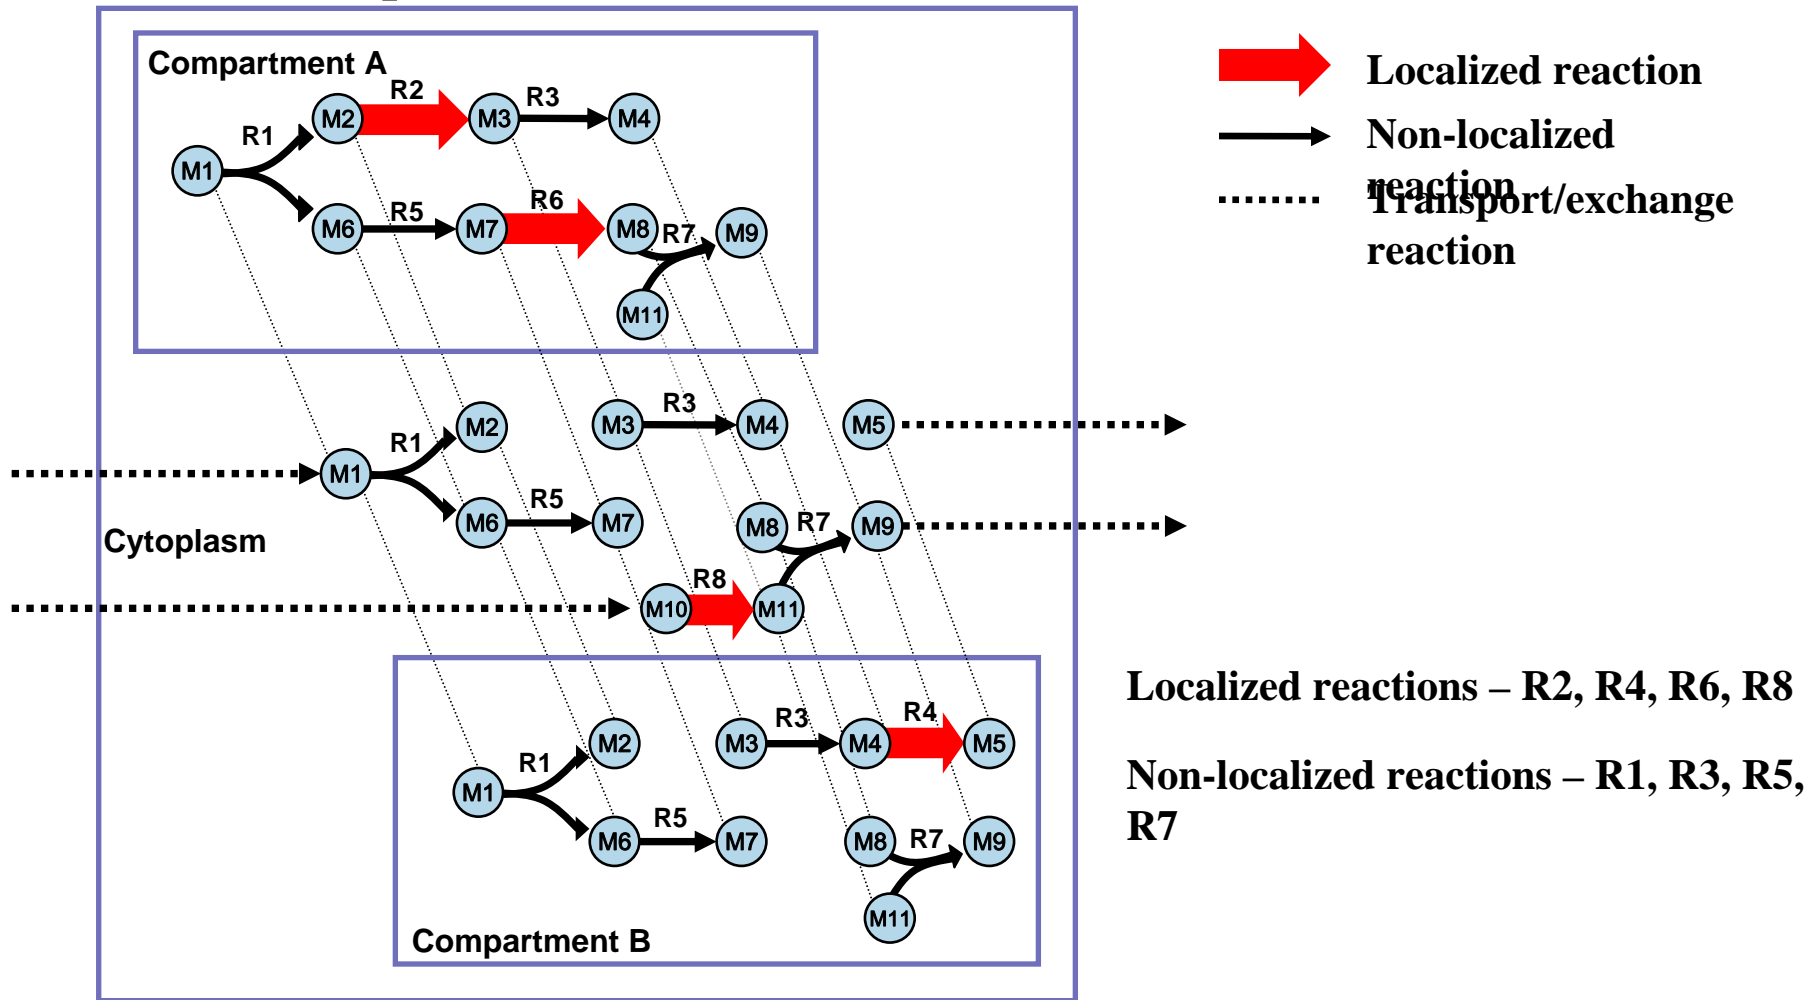 Compartment A
R2
R3
M2
M3
M4
R1
M1
R5
R6
M6
M7
M8
R7
M9
M11
Localized reaction
Non-localized
reaction
Transport/exchange
reaction
R3
M2
M3
M4
M5
R1
M1
R5
M6
M7
M8
R7
M9
Cytoplasm
R8
M10
M11
R3
R4
M2
M3
M4
M5
R1
M1
R5
M6
M7
M8
R7
M9
M11
Compartment B
Localized reactions – R2, R4, R6, R8
Non-localized reactions – R1, R3, R5,
R7